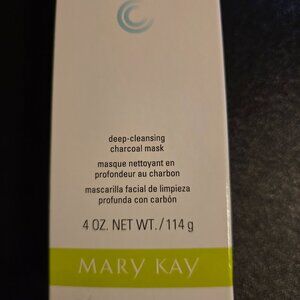 deep-cleansing
charcoal mask
masque nettoyant en
profondeur au charbon
mascarilla facial de limpieza
profunda con carbón
4 OZ. NET WT. / 114 g
MARY KAY